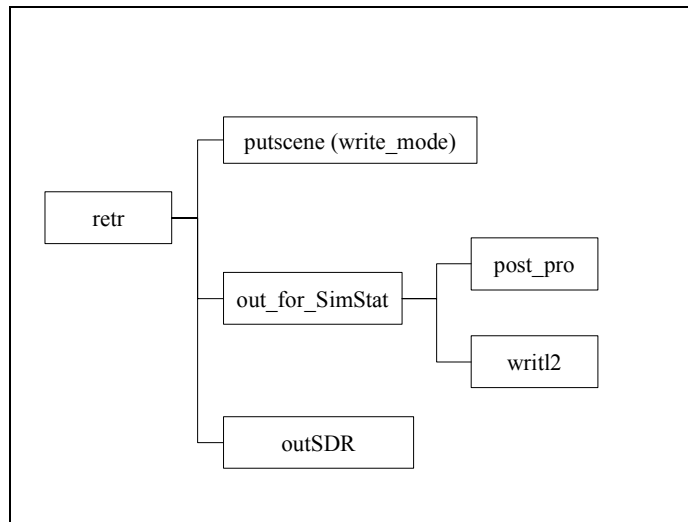 putscene (write_mode)
retr
post_pro
out_for_SimStat
writl2
outSDR